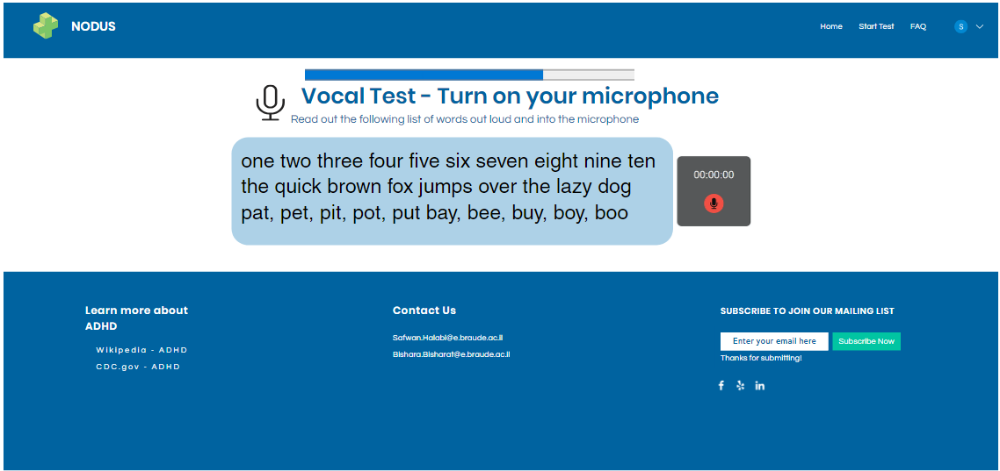 NODUS
Home
Start Test
FAQ
S
Vocal Test - Turn on your microphone
Read out the following list of words out loud and into the microphone
one two three four five six seven eight nine ten
the quick brown fox jumps over the lazy dog
pat, pet, pit, pot, put bay, bee, buy, boy, boo
00:00:00
Learn more about
ADHD
Wikipedia - ADHD
CDC.gov - ADHD
Contact Us
Safwan.Halabi@e.braude.ac.il
Bishara.Bisharat@e.braude.ac.il
SUBSCRIBE TO JOIN OUR MAILING LIST
Enter your email here
Subscribe Now
Thanks for submitting!